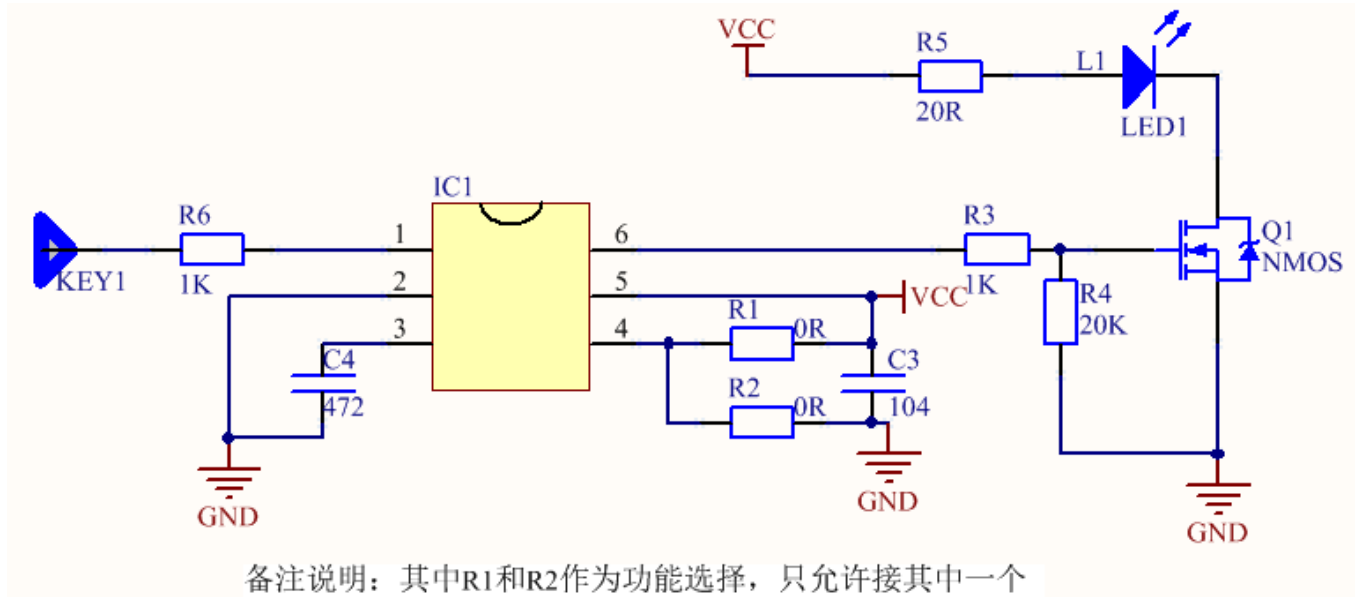 VCC
R5
20R
L1
LED1
IC1
KEY1
R6
1K
1
2
3
6
5
4
C4
472
GND
R1
0R
R2
0R
VCC
C3
104
GND
R3
1K
R4
20K
Q1
NMOS
GND
备注说明：其中R1和R2作为功能选择，只允许接其中一个